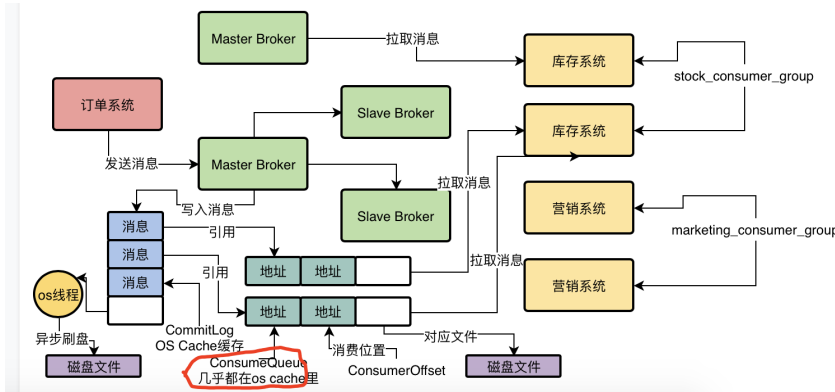 Master Broker
拉取消息
库存系统
stock_consumer_group
订单系统
Slave Broker
库存系统
发送消息
Master Broker
拉取消息
Slave Broker
营销系统
marketing_consumer_group
写入消息
消息
引用
消息
引用
消息
地址
地址
拉取消息
营销系统
os线程
地址
地址
CommitLog
OS Cache缓存
异步刷盘
对应文件
消费位置
ConsumeQueue
几乎都在os cache里
ConsumerOffset
磁盘文件
磁盘文件